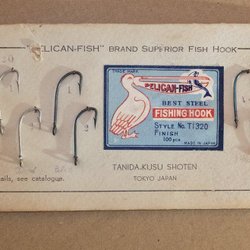 "PELICAN-FISH" BRAND SUPERIOR FISH HOOK
TRADE MARK
PELICAN-FISH
BEST STEEL
FISHING HOOK
STYLE No. T1320
FINISH
100 pcs.
MADE IN JAPAN
TANIDA.KUSU SHOTEN
TOKYO JAPAN
see catalogue.